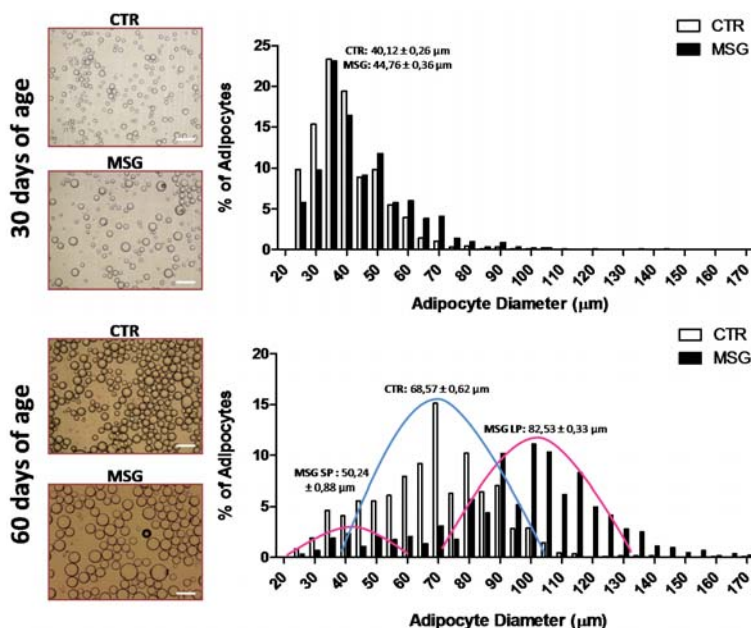 30 days of age
CTR
MSG
% of Adipocytes
25
20
15
10
5
0
CTR: 40,12 ± 0,26 µm
MSG: 44,76 ± 0,36 µm
CTR
MSG
20 30 40 50 60 70 80 90 100 110 120 130 140 150 160 170
Adipocyte Diameter (µm)
60 days of age
CTR
MSG
% of Adipocytes
20
15
10
5
0
CTR: 68,57 ± 0,62 µm
MSG LP: 82,53 ± 0,33 µm
MSG SP : 50,24
± 0,88 µm
CTR
MSG
20 30 40 50 60 70 80 90 100 110 120 130 140 150 160 170
Adipocyte Diameter (µm)